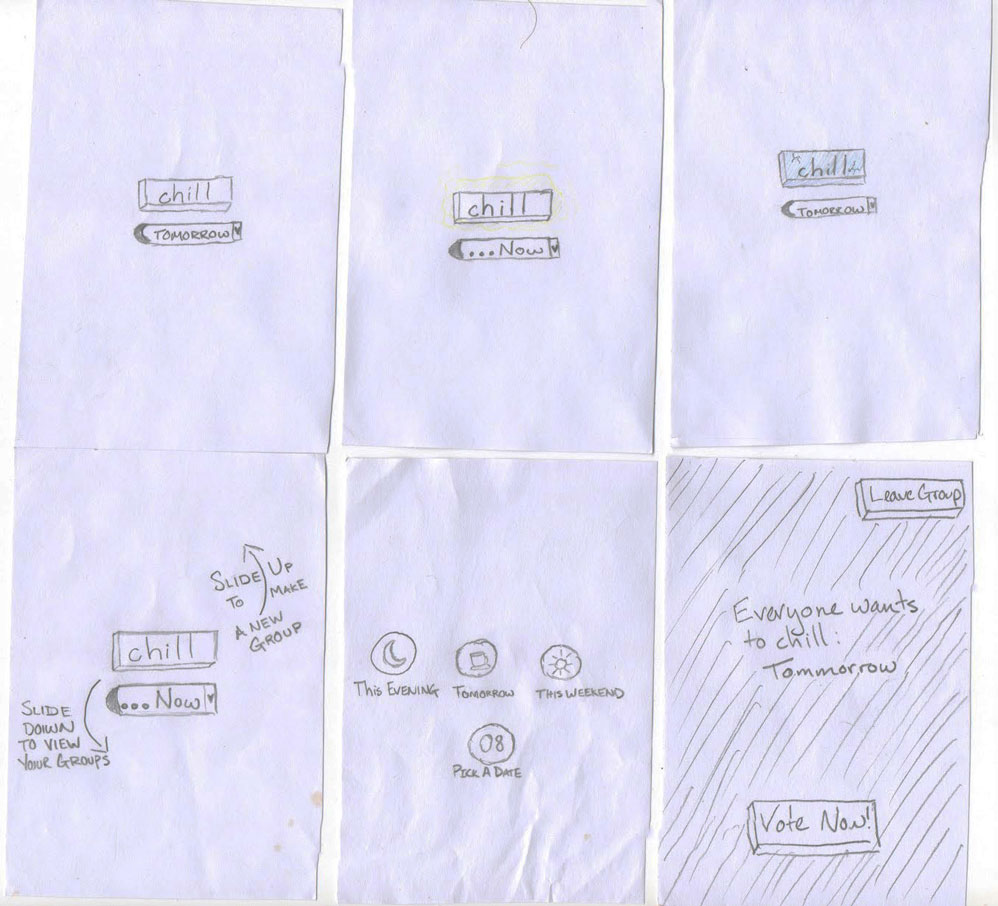 chill
TOMORROW
chill
...NOW
chill
TOMORROW
SLIDE UP
TO MAKE
A NEW
GROUP
chill
...NOW
SLIDE
DOWN
TO VIEW
YOUR GROUPS
THIS EVENING
TOMORROW
THIS WEEKEND
08
PICK A DATE
Leave Group
Everyone wants
to chill:
Tommorrow
Vote Now!